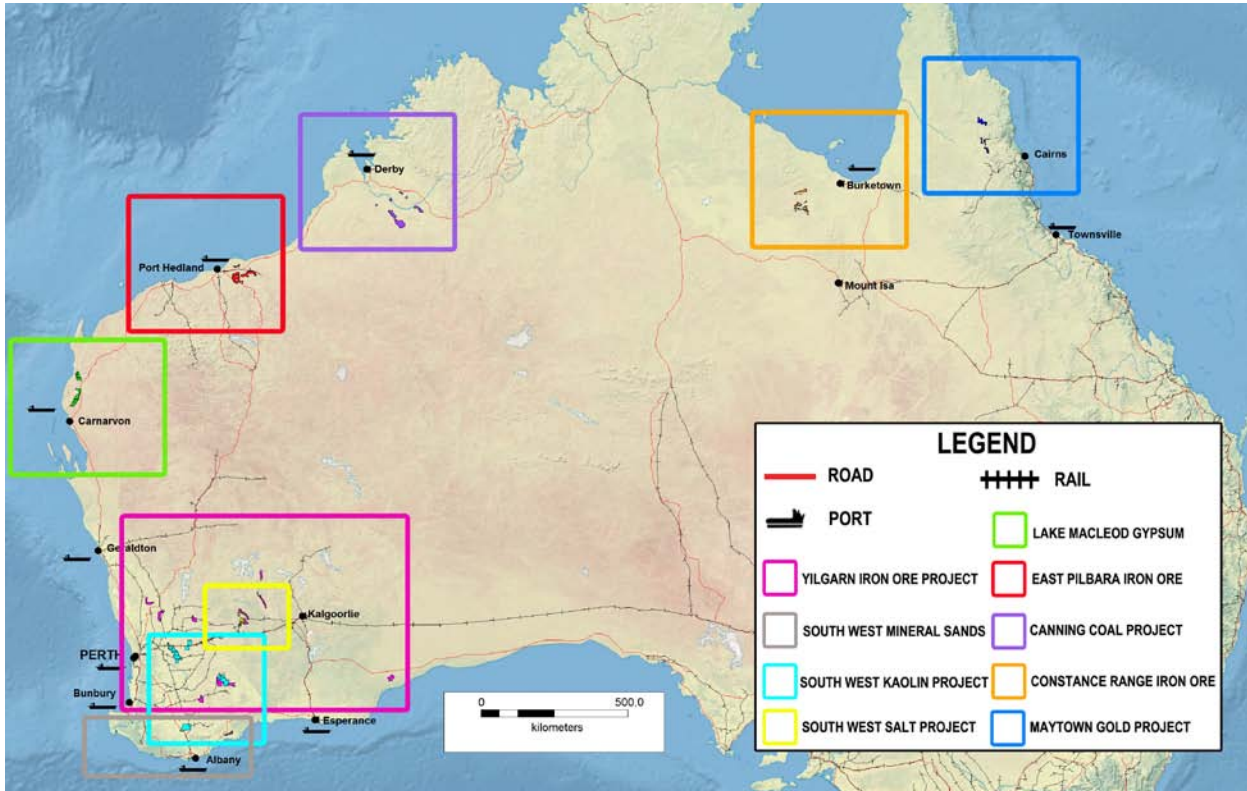 Derby
Cairns
Burketown
Townsville
Port Hedland
Mount Isa
Carnarvon
Geraldton
Kalgoorlie
PERTH
Bunbury
Esperance
Albany
0 500.0
kilometers
LEGEND
ROAD
RAIL
PORT
LAKE MACLEOD GYPSUM
YILGARN IRON ORE PROJECT
EAST PILBARA IRON ORE
SOUTH WEST MINERAL SANDS
CANNING COAL PROJECT
SOUTH WEST KAOLIN PROJECT
CONSTANCE RANGE IRON ORE
SOUTH WEST SALT PROJECT
MAYTOWN GOLD PROJECT